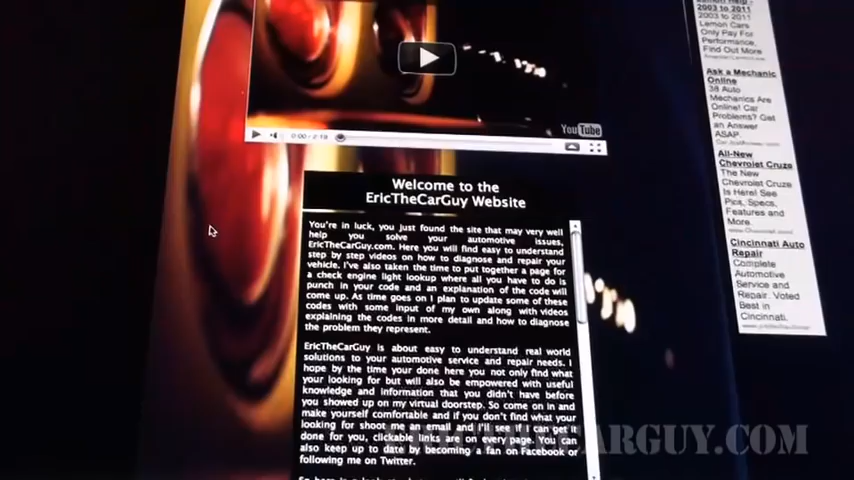 2003 to 2011
2003 to 2011
Lemon Cars
Only Pay For
Performance.
Find Out More
Ask a Mechanic
Online
38 Auto
Mechanics Are
Online! Car
Problems? Get
an Answer
ASAP.
All-New
Chevrolet Cruze
The New
Chevrolet Cruze
Is Here! See
Pics, Specs,
Features and
More.
Cincinnati Auto
Repair
Complete
Automotive
Service and
Repair. Voted
Best in
Cincinnati.
YouTube
0:00 / 2:19
Welcome to the
EricTheCarGuy Website
You're in luck, you just found the site that may very well
help you solve your automotive issues,
EricTheCarGuy.com. Here you will find easy to understand
step by step videos on how to diagnose and repair your
vehicle. I've also taken the time to put together a page for
a check engine light lookup where all you have to do is
punch in your code and an explanation of the code will
come up. As time goes on I plan to update some of these
codes with some input of my own along with videos
explaining the codes in more detail and how to diagnose
the problem they represent.
EricTheCarGuy is about easy to understand real world
solutions to your automotive service and repair needs. I
hope by the time your done here you not only find what
your looking for but will also be empowered with useful
knowledge and information that you didn't have before
you showed up on my virtual doorstep. So come on in and
make yourself comfortable and if you don't find what your
looking for shoot me an email and I'll see if I can get it
done for you, clickable links are on every page. You can
also keep up to date by becoming a fan on Facebook or
following me on Twitter.
ERICTHECARGUY.COM